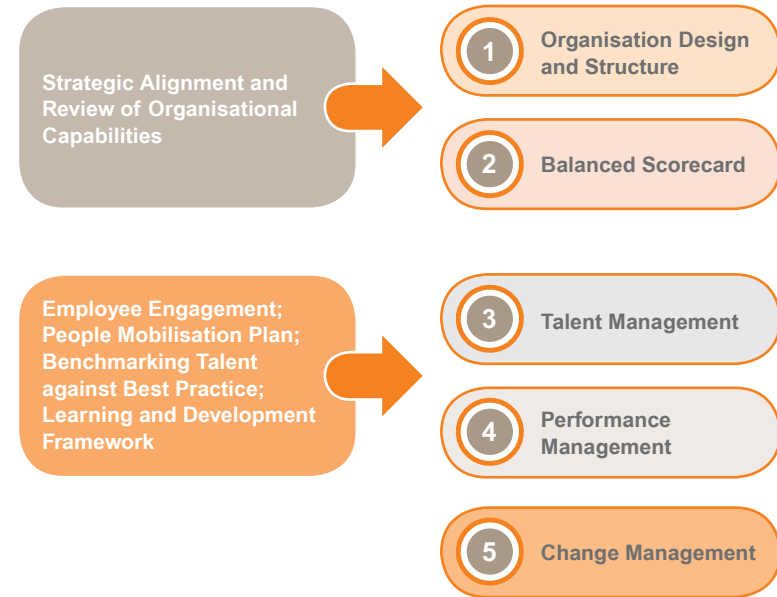 Strategic Alignment and
Review of Organisational
Capabilities
1
Organisation Design
and Structure
2
Balanced Scorecard
Employee Engagement;
People Mobilisation Plan;
Benchmarking Talent
against Best Practice;
Learning and Development
Framework
3
Talent Management
4
Performance
Management
5
Change Management